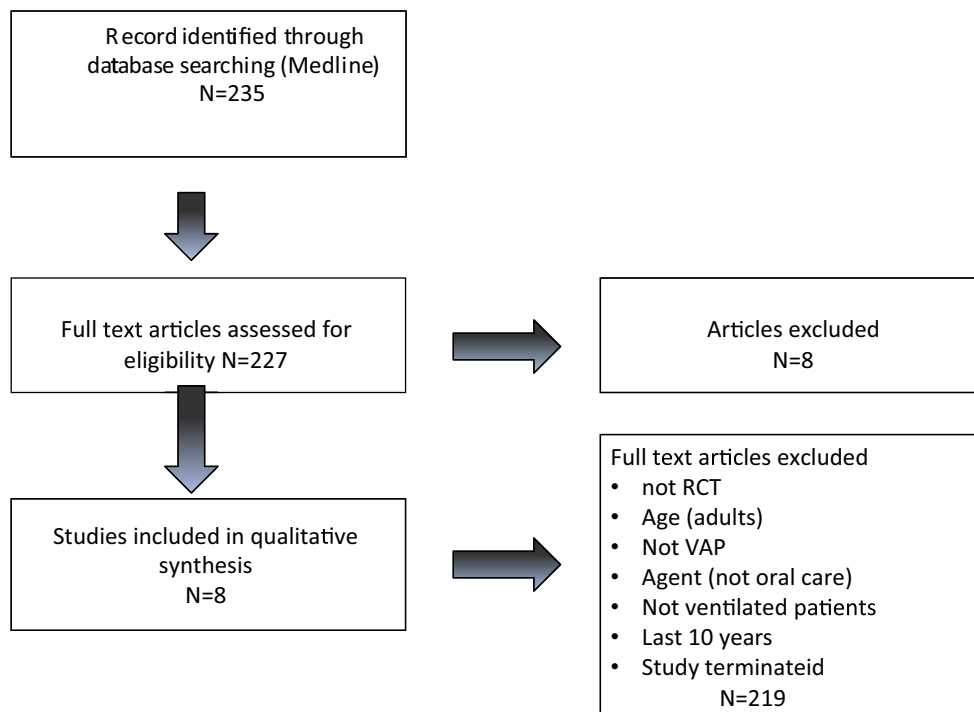 Record identified through
database searching (Medline)
N=235
Full text articles assessed for
eligibility N=227
Articles excluded
N=8
Studies included in qualitative
synthesis
N=8
Full text articles excluded
• not RCT
• Age (adults)
• Not VAP
• Agent (not oral care)
• Not ventilated patients
• Last 10 years
• Study terminateid
N=219